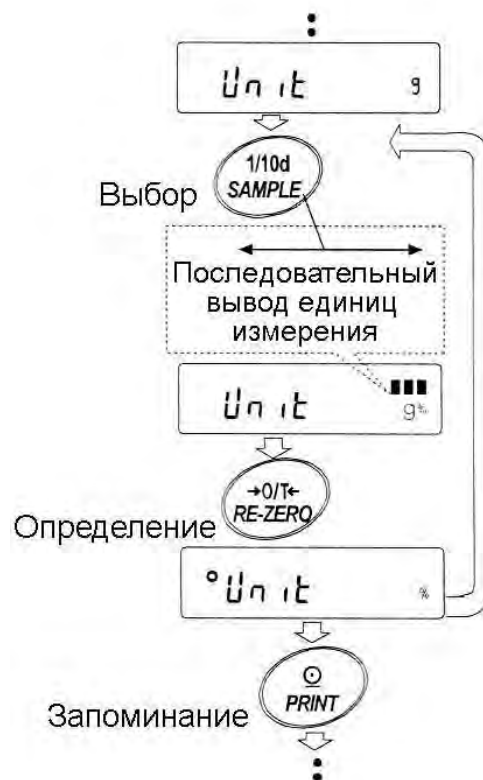 Unit g
1/10d
SAMPLE
Выбор
Последовательный
вывод единиц
измерения
Unit g%
→0/T←
RE-ZERO
Определение
Unit %
PRINT
Запоминание